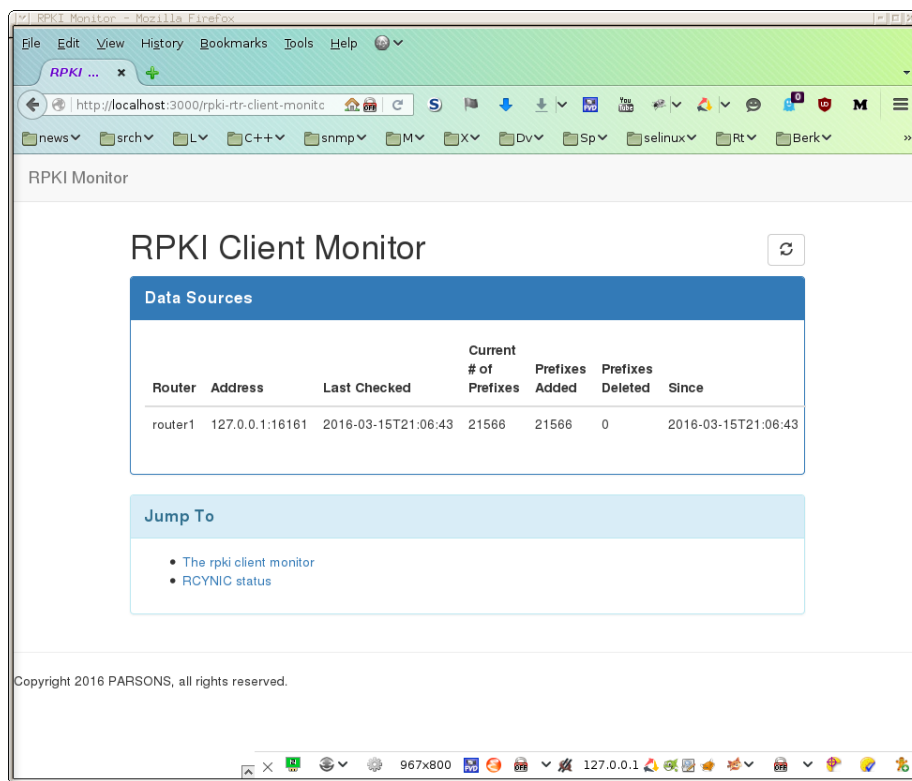 RPKI Monitor - Mozilla Firefox
File Edit View History Bookmarks Tools Help
RPKI ...
http://localhost:3000/rpki-rtr-client-monitc
news srch L C++ snmp M X Dv Sp selinux Rt Berk »
RPKI Monitor
RPKI Client Monitor
Data Sources
Router Address Last Checked Current # of Prefixes Prefixes Added Prefixes Deleted Since
router1 127.0.0.1:16161 2016-03-15T21:06:43 21566 21566 0 2016-03-15T21:06:43
Jump To
The rpki client monitor
RCYNIC status
Copyright 2016 PARSONS, all rights reserved.
967x800 127.0.0.1